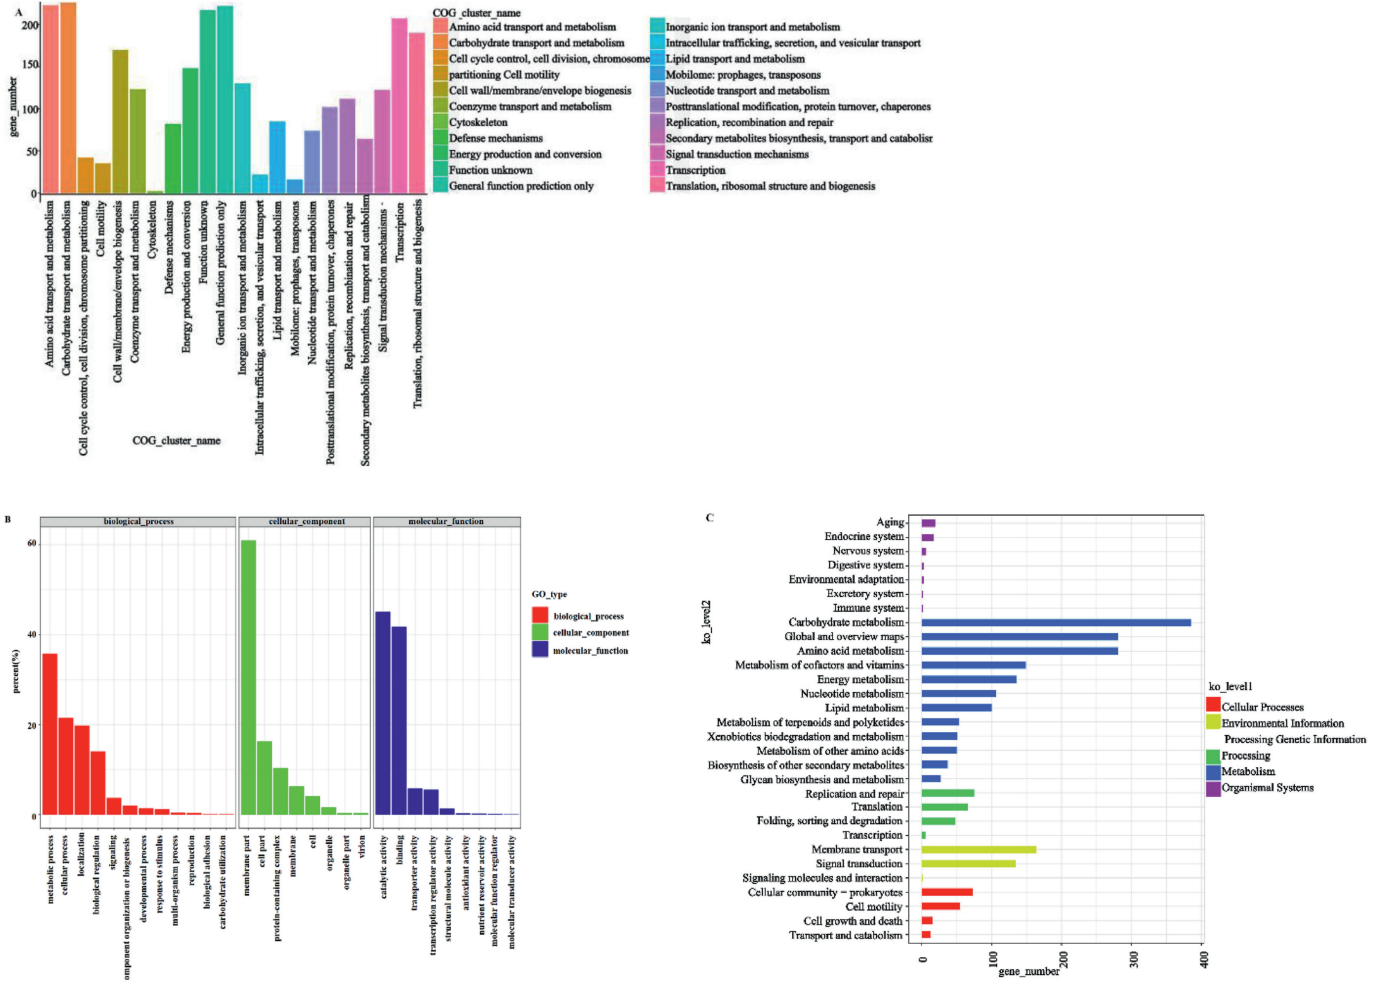 A
COG_cluster_name
gene_number
200
150
100
50
0
Amino acid transport and metabolism
Carbohydrate transport and metabolism
Cell cycle control, cell division, chromosome
partitioning Cell motility
Cell wall/membrane/envelope biogenesis
Coenzyme transport and metabolism
Cytoskeleton
Defense mechanisms
Energy production and conversion
Function unknown
General function prediction only
Inorganic ion transport and metabolism
Intracellular trafficking, secretion, and vesicular transport
Lipid transport and metabolism
Mobilome: prophages, transposons
Nucleotide transport and metabolism
Posttranslational modification, protein turnover, chaperones
Replication, recombination and repair
Secondary metabolites biosynthesis, transport and catabolisr
Signal transduction mechanisms
Transcription
Translation, ribosomal structure and biogenesis
Amino acid transport and metabolism
Carbohydrate transport and metabolism
Cell cycle control, cell division, chromosome partitioning
Cell motility
Cell wall/membrane/envelope biogenesis
Coenzyme transport and metabolism
Cytoskeleton
Defense mechanisms
Energy production and conversion
Function unknown
General function prediction only
Inorganic ion transport and metabolism
Intracellular trafficking, secretion, and vesicular transport
Lipid transport and metabolism
Mobilome: prophages, transposons
Nucleotide transport and metabolism
Posttranslational modification, protein turnover, chaperones
Replication, recombination and repair
Secondary metabolites biosynthesis, transport and catabolism
Signal transduction mechanisms -
Transcription
Translation, ribosomal structure and biogenesis
COG_cluster_name
B
biological_process
cellular_component
molecular_function
percent(%)
60
40
20
0
metabolic process
cellular process
localization
biological regulation
signaling
omponent organization or biogenesis
developmental process
response to stimulus
multi-organism process
reproduction
biological adhesion
carbohydrate utilization
membrane part
cell part
protein-containing complex
membrane
cell
organelle
organelle part
virion
catalytic activity
binding
transporter activity
transcription regulator activity
structural molecule activity
antioxidant activity
nutrient reservoir activity
molecular function regulator
molecular transducer activity
GO_type
biological_process
cellular_component
molecular_function
C
ko_level2
Aging
Endocrine system
Nervous system
Digestive system
Environmental adaptation
Excretory system
Immune system
Carbohydrate metabolism
Global and overview maps
Amino acid metabolism
Metabolism of cofactors and vitamins
Energy metabolism
Nucleotide metabolism
Lipid metabolism
Metabolism of terpenoids and polyketides
Xenobiotics biodegradation and metabolism
Metabolism of other amino acids
Biosynthesis of other secondary metabolites
Glycan biosynthesis and metabolism
Replication and repair
Translation
Folding, sorting and degradation
Transcription
Membrane transport
Signal transduction
Signaling molecules and interaction
Cellular community - prokaryotes
Cell motility
Cell growth and death
Transport and catabolism
0
100
200
300
400
gene_number
ko_level1
Cellular Processes
Environmental Information
Processing Genetic Information
Processing
Metabolism
Organismal Systems